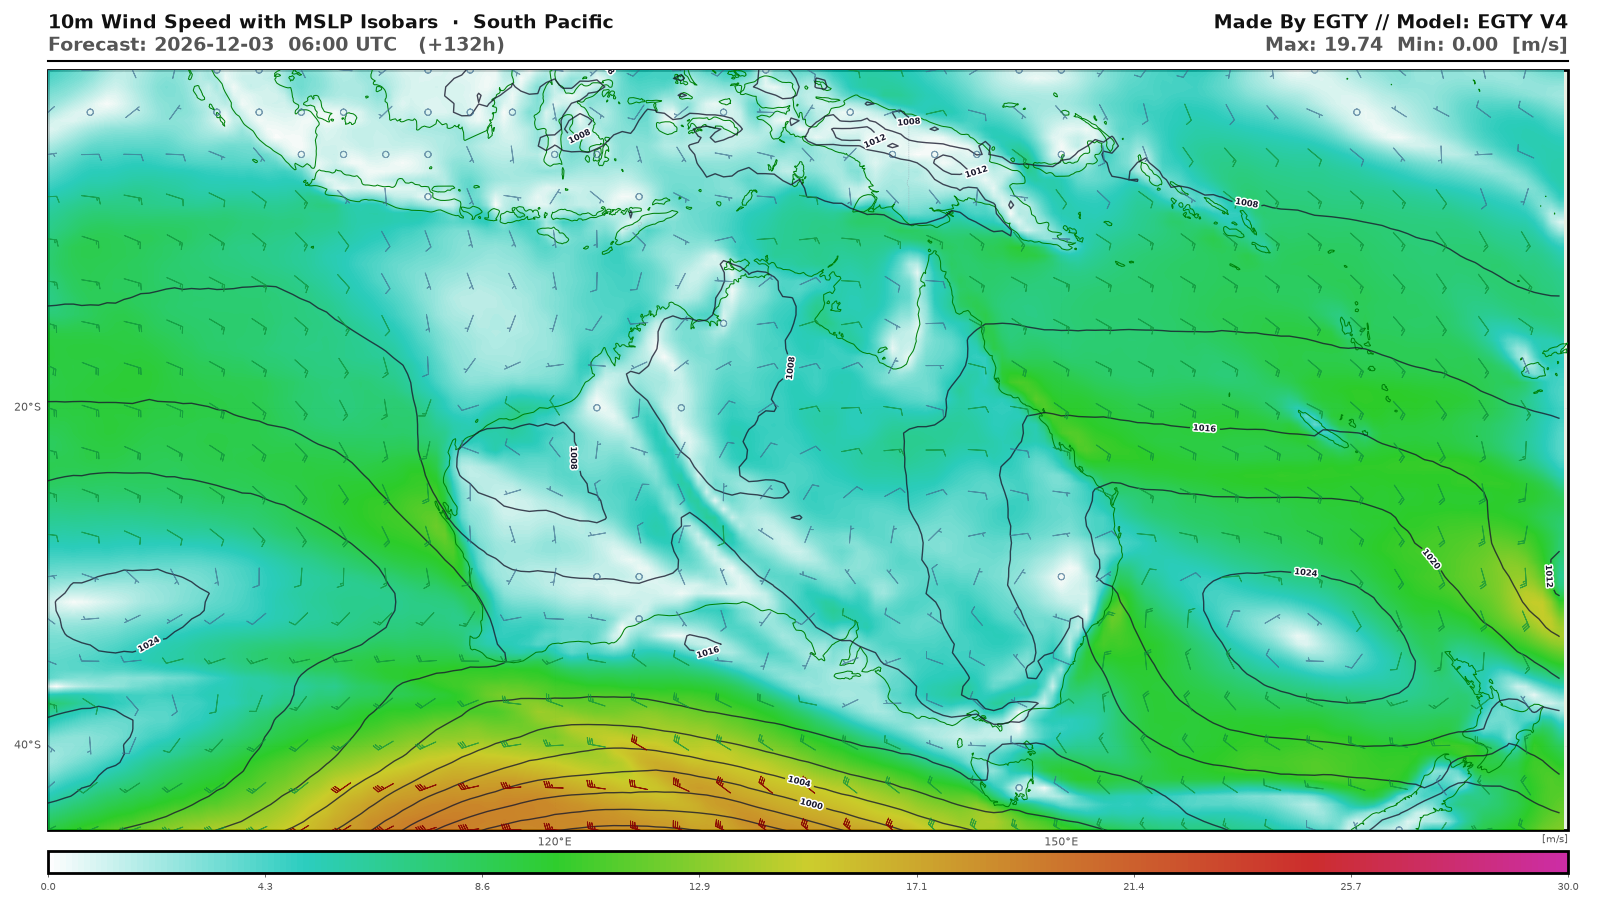 10m Wind Speed with MSLP Isobars · South Pacific
Made By EGTY // Model: EGTY V4
Forecast: 2026-12-03 06:00 UTC (+132h)
Max: 19.74 Min: 0.00 [m/s]
1008
1008
1012
1012
1008
20°S
1008
1016
1008
1020
1024
1012
1024
1016
40°S
1004
1000
120°E
150°E
[m/s]
0.0
4.3
8.6
12.9
17.1
21.4
25.7
30.0